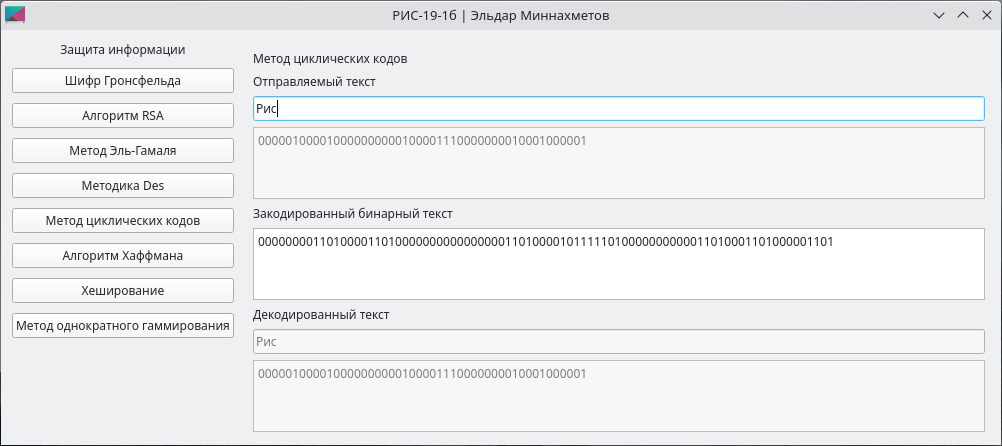 РИС-19-1б | Эльдар Миннахметов
Защита информации
Шифр Гронсфельда
Алгоритм RSA
Метод Эль-Гамаля
Методика Des
Метод циклических кодов
Алгоритм Хаффмана
Хеширование
Метод однократного гаммирования
Метод циклических кодов
Отправляемый текст
Рис
000001000010000000000100001110000000010001000001
Закодированный бинарный текст
000000001101000011010000000000000000011010000101111101000000000011010001101000001101
Декодированный текст
Рис
000001000010000000000100001110000000010001000001